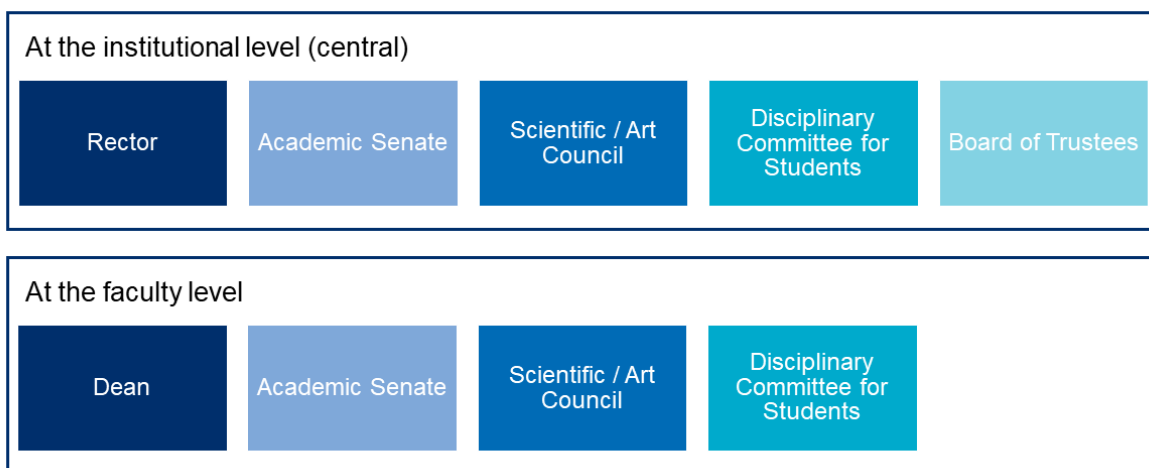 At the institutional level (central)
Rector
Academic Senate
Scientific / Art
Council
Disciplinary
Committee for
Students
Board of Trustees
At the faculty level
Dean
Academic Senate
Scientific / Art
Council
Disciplinary
Committee for
Students